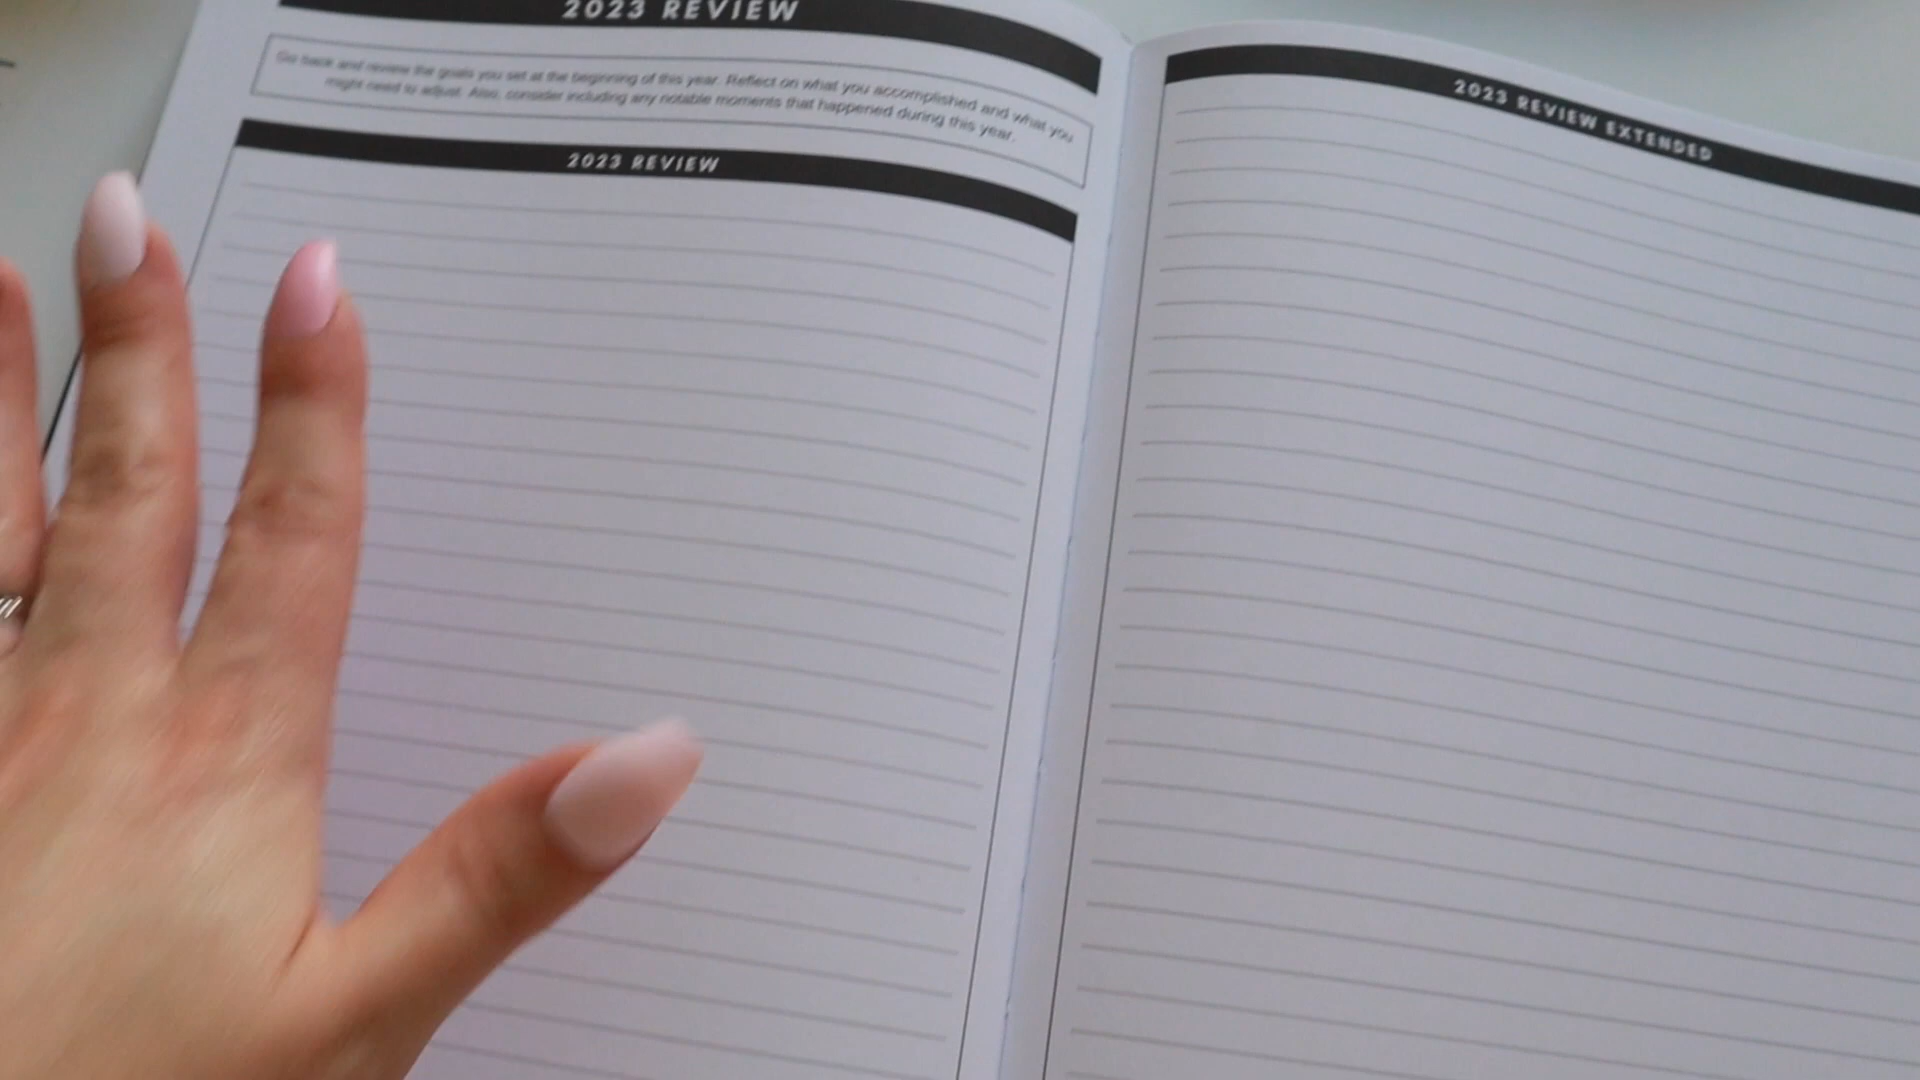 2023 REVIEW
Go back and review the goals you set at the beginning of this year. Reflect on what you accomplished and what you
might need to adjust. Also, consider including any notable moments that happened during this year.
2023 REVIEW
2023 REVIEW EXTENDED